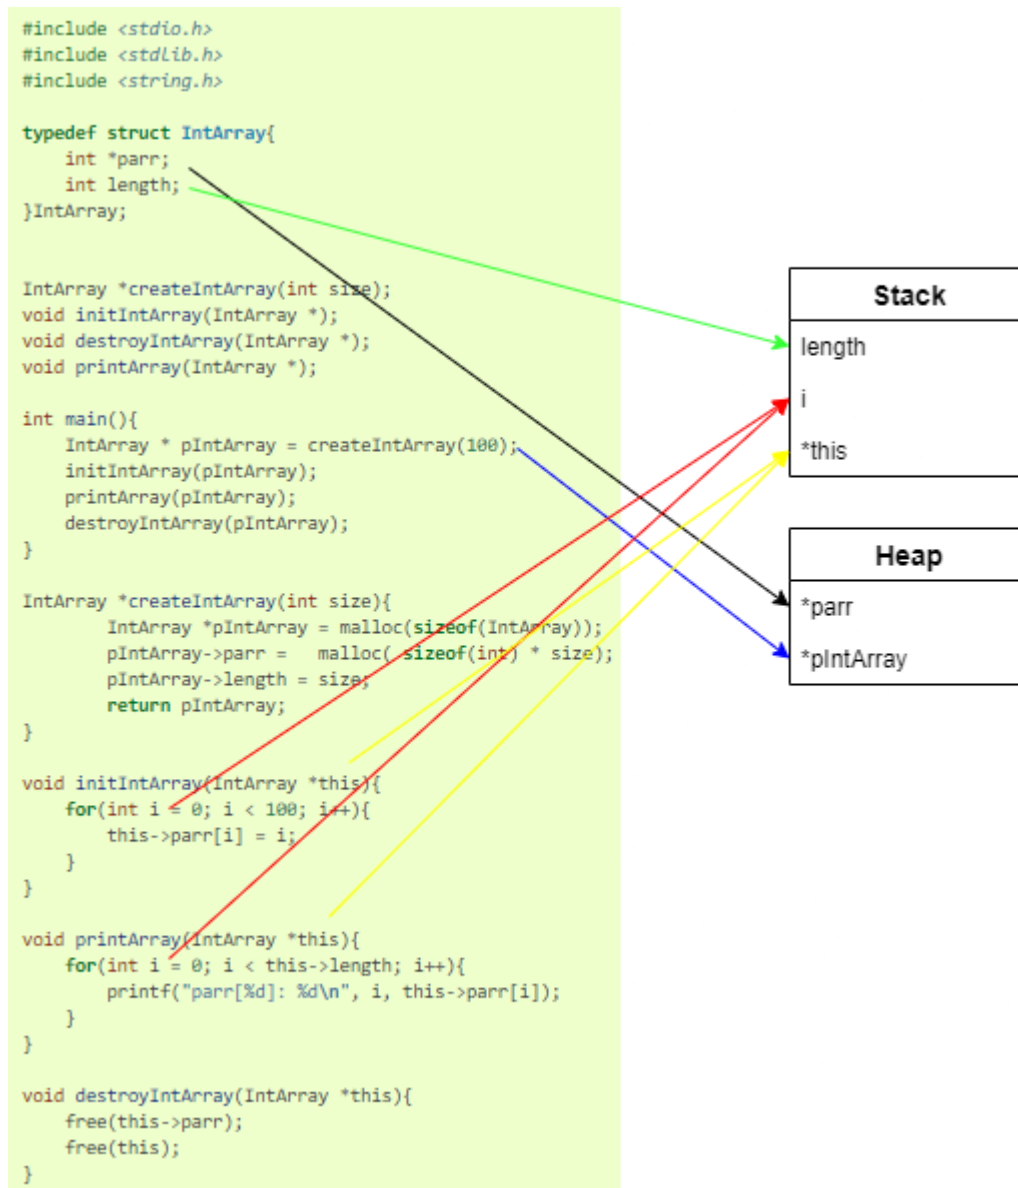 #include <stdio.h>
#include <stdlib.h>
#include <string.h>
typedef struct IntArray{
    int *parr;
    int length;
}IntArray;
IntArray *createIntArray(int size);
void initIntArray(IntArray *);
void destroyIntArray(IntArray *);
void printArray(IntArray *);
int main(){
    IntArray * pIntArray = createIntArray(100);
    initIntArray(pIntArray);
    printArray(pIntArray);
    destroyIntArray(pIntArray);
}
IntArray *createIntArray(int size){
        IntArray *pIntArray = malloc(sizeof(IntArray));
        pIntArray->parr =   malloc( sizeof(int) * size);
        pIntArray->length = size;
        return pIntArray;
}
void initIntArray(IntArray *this){
    for(int i = 0; i < 100; i++){
        this->parr[i] = i;
    }
}
void printArray(IntArray *this){
    for(int i = 0; i < this->length; i++){
        printf("parr[%d]: %d\n", i, this->parr[i]);
    }
}
void destroyIntArray(IntArray *this){
    free(this->parr);
    free(this);
}
Stack
length
i
*this
Heap
*parr
*pIntArray